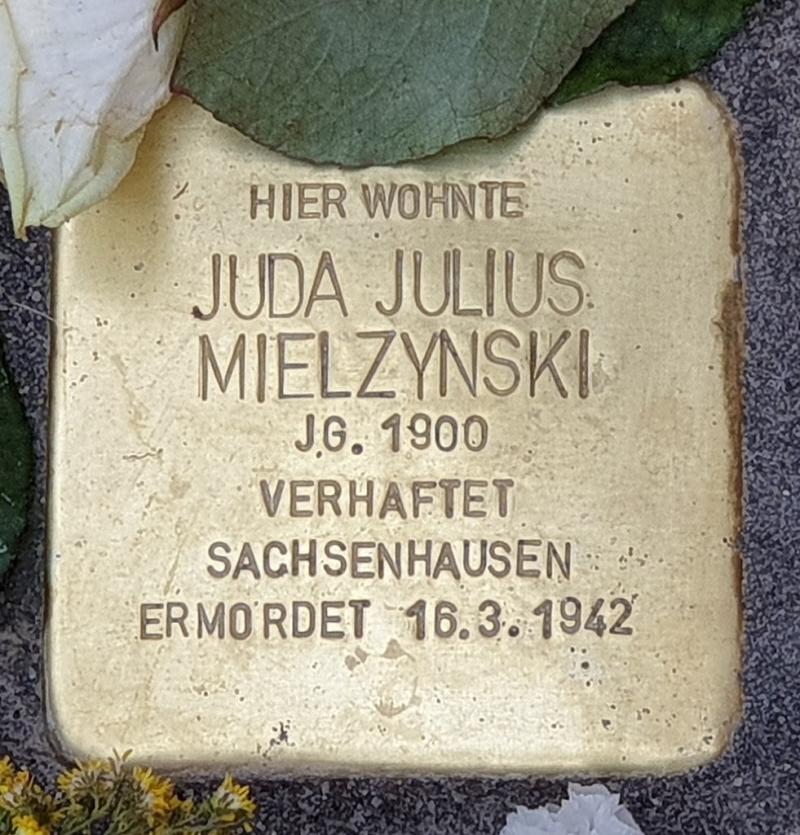 HIER WOHNTE
JUDA JULIUS
MIELZYNSKI
JG. 1900
VERHAFTET
SACHSENHAUSEN
ERMORDET 16.3.1942